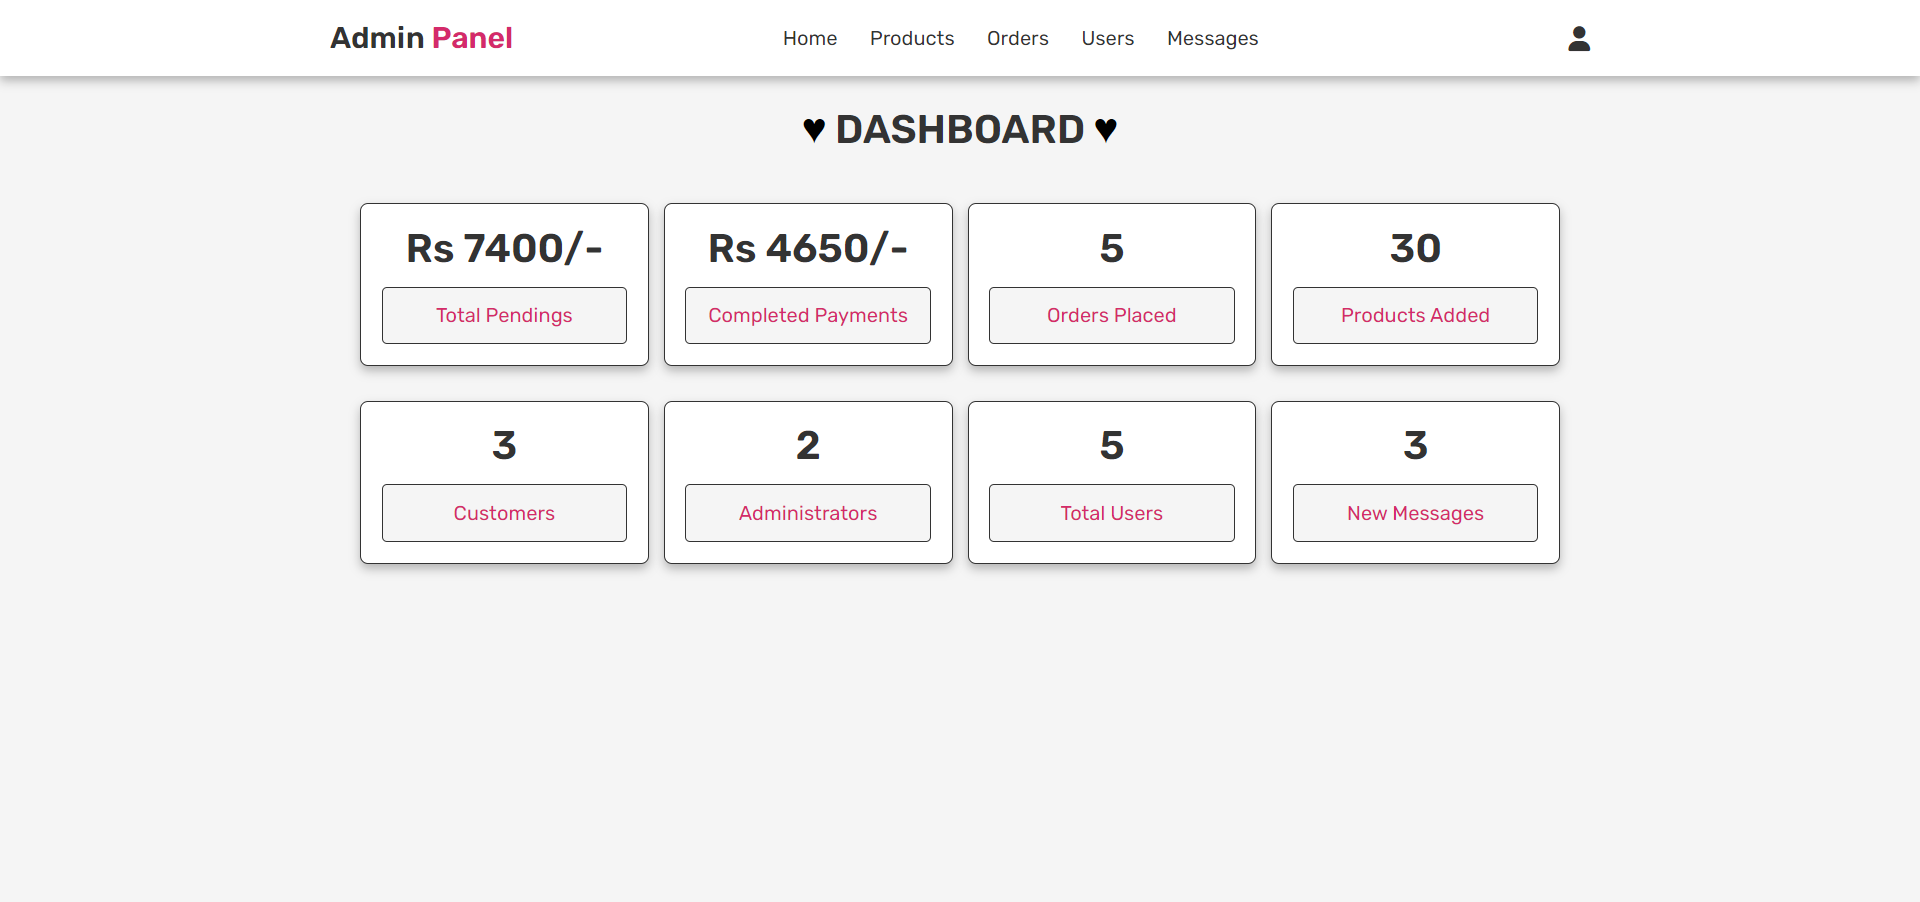 Admin Panel
Home Products Orders Users Messages
♥ DASHBOARD ♥
Rs 7400/-
Total Pendings
Rs 4650/-
Completed Payments
5
Orders Placed
30
Products Added
3
Customers
2
Administrators
5
Total Users
3
New Messages